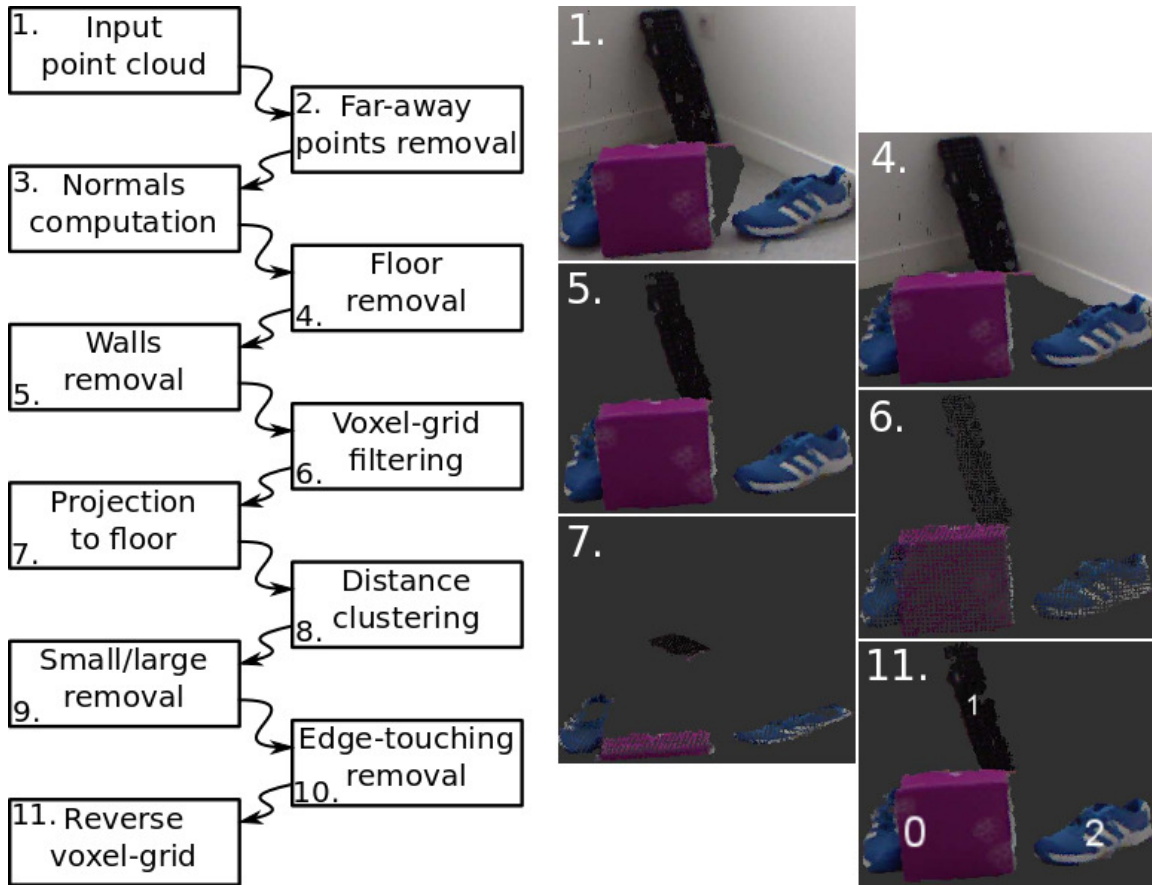 1. Input
point cloud
2. Far-away
points removal
3. Normals
computation
Floor
removal
4.
Walls
removal
5.
Voxel-grid
filtering
6.
Projection
to floor
7.
Distance
clustering
8.
Small/large
removal
9.
Edge-touching
removal
10.
11. Reverse
voxel-grid
1.
4.
5.
6.
7.
11.
1
0
2